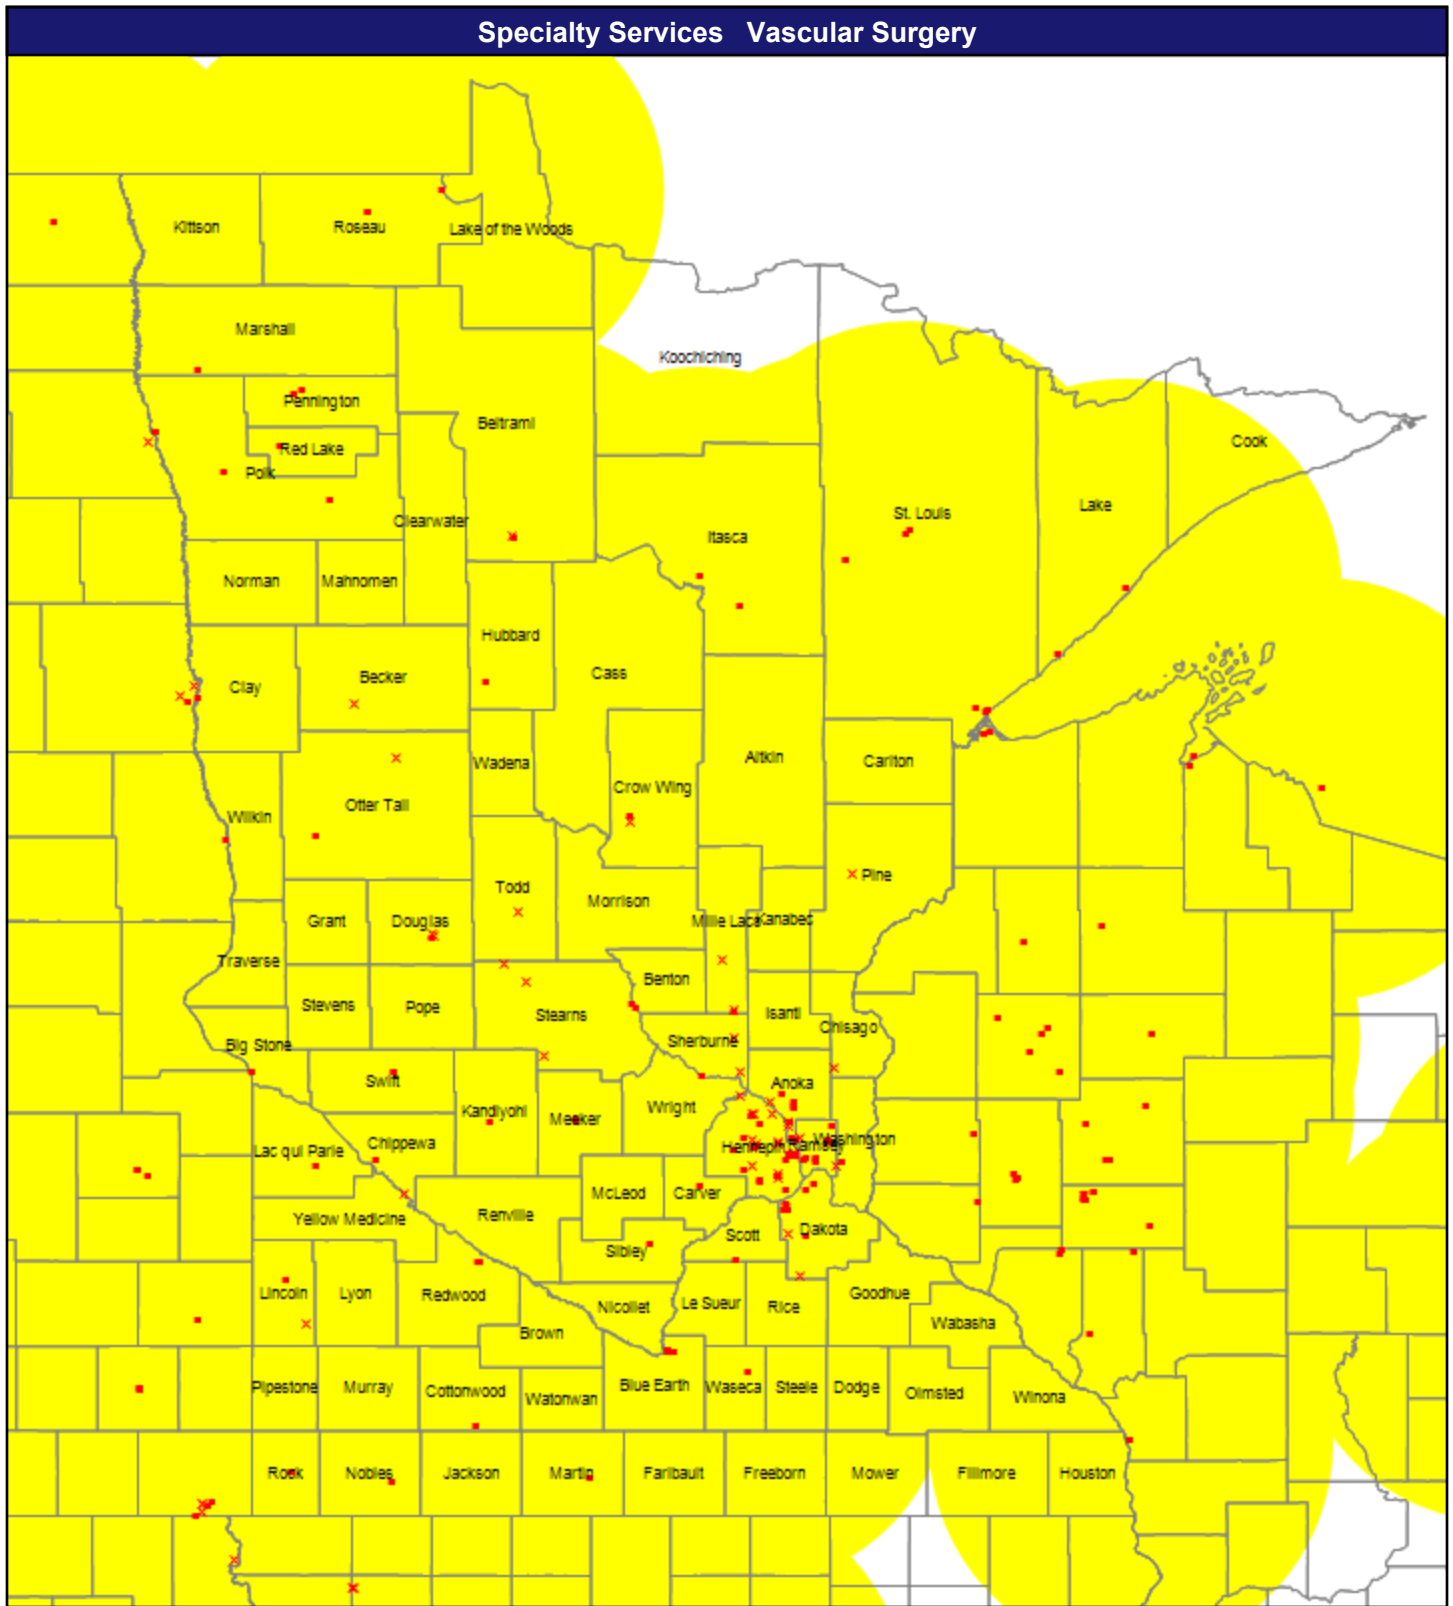 Specialty Services   Vascular Surgery
Kittson
Roseau
Lake of the Woods
Marshall
Koochiching
Pennington
Beltrami
Cook
Red Lake
Polk
Lake
St. Louis
Clearwater
Itasca
Norman
Mahnomen
Hubbard
Cass
Becker
Clay
Aitkin
Carlton
Wadena
Crow Wing
Otter Tail
Wilkin
Pine
Todd
Morrison
Grant
Douglas
Mille Lacs
Kanabec
Traverse
Benton
Stevens
Pope
Stearns
Isanti
Chisago
Big Stone
Sherburne
Swift
Anoka
Kandiyohi
Meeker
Wright
Chippewa
Washington
Lac qui Parle
Hennepin
Ramsey
McLeod
Carver
Yellow Medicine
Renville
Dakota
Scott
Sibley
Lincoln
Lyon
Redwood
Nicollet
Le Sueur
Rice
Goodhue
Wabasha
Brown
Pipestone
Murray
Cottonwood
Watonwan
Blue Earth
Waseca
Steele
Dodge
Olmsted
Winona
Rock
Nobles
Jackson
Martin
Faribault
Freeborn
Mower
Fillmore
Houston